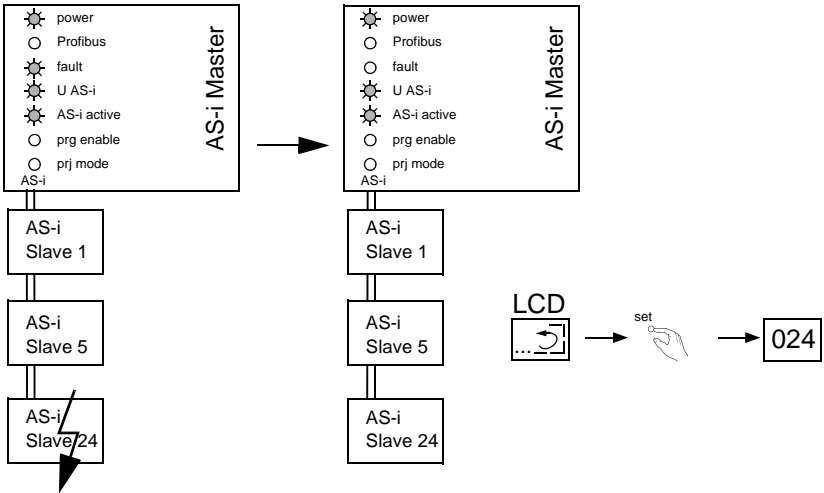 power
Profibus
fault
U AS-i
AS-i active
prg enable
prj mode
AS-i
AS-i Master
AS-i
Slave 1
AS-i
Slave 5
AS-i
Slave 24
power
Profibus
fault
U AS-i
AS-i active
prg enable
prj mode
AS-i
AS-i Master
AS-i
Slave 1
AS-i
Slave 5
AS-i
Slave 24
LCD
...
set
024